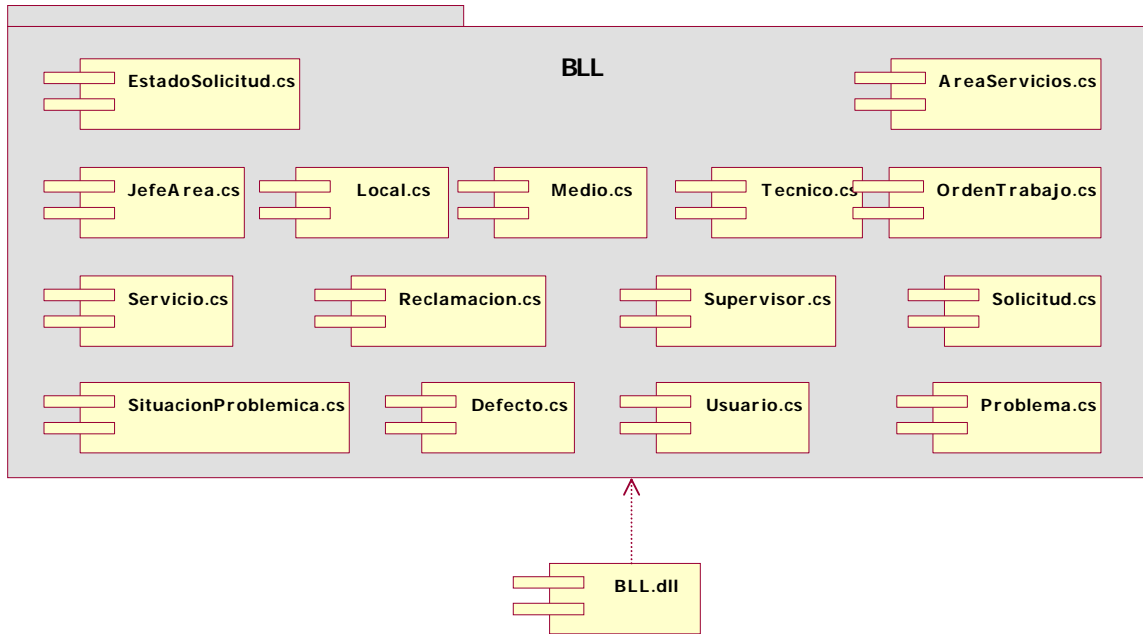 BLL
EstadoSolicitud.cs
AreaServicios.cs
JefeArea.cs
Local.cs
Medio.cs
Tecnico.cs
OrdenTrabajo.cs
Servicio.cs
Reclamacion.cs
Supervisor.cs
Solicitud.cs
SituacionProblemica.cs
Defecto.cs
Usuario.cs
Problema.cs
BLL.dll